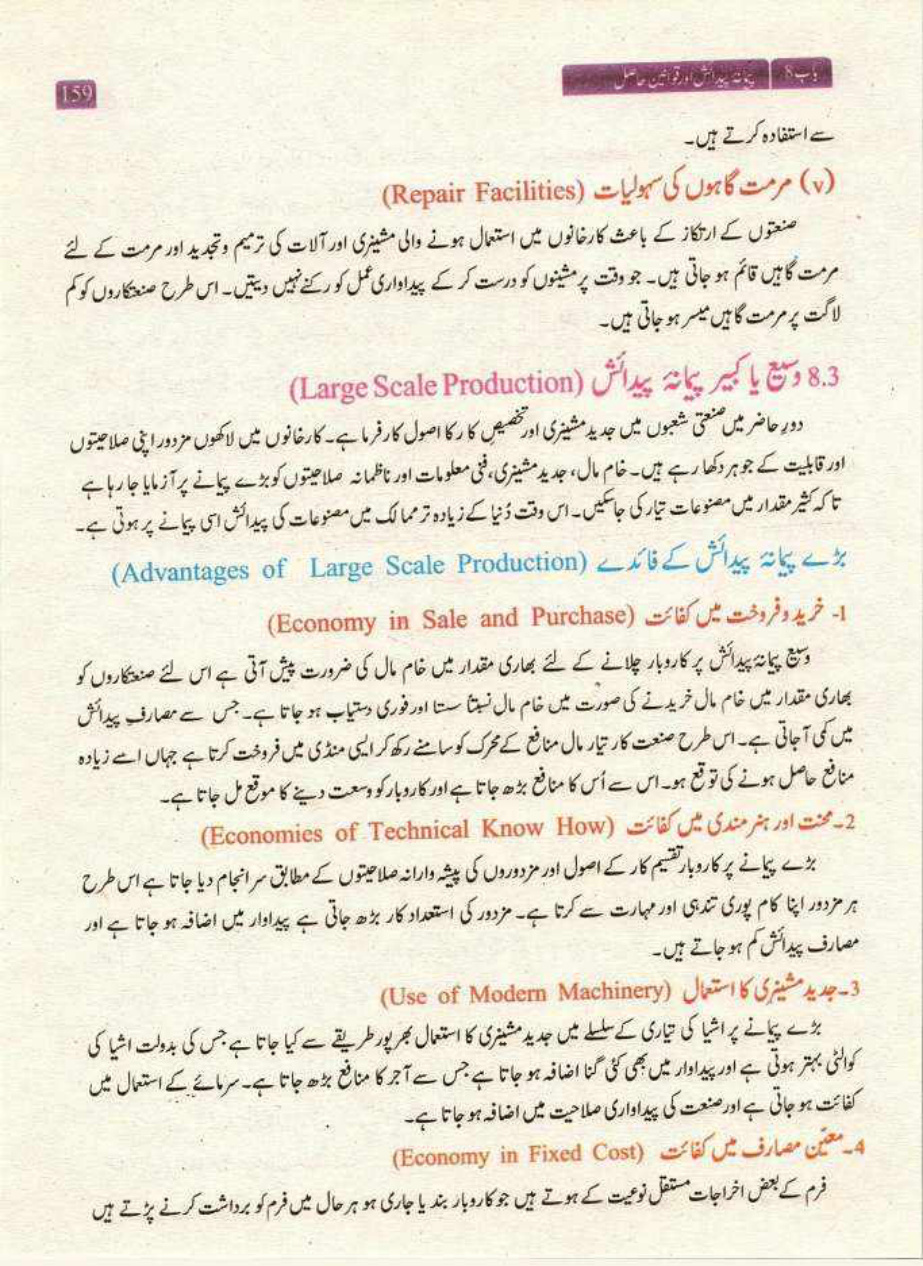 باب 8 پیمانۂ پیدائش اور قوانین حاصل
159
سے استفادہ کرتے ہیں۔
(v) مرمت گاہوں کی سہولیات (Repair Facilities)
صنعتوں کے ارتکاز کے باعث کارخانوں میں استعمال ہونے والی مشینری اور آلات کی ترمیم و تجدید اور مرمت کے لئے
مرمت گاہیں قائم ہو جاتی ہیں۔ جو وقت پر مشینوں کو درست کر کے پیداواری عمل کو رکنے نہیں دیتیں۔ اس طرح صنعتکاروں کو کم
لاگت پر مرمت گاہیں میسر ہو جاتی ہیں۔
8.3 وسیع یا کبیر پیمانۂ پیدائش (Large Scale Production)
دورِ حاضر میں صنعتی شعبوں میں جدید مشینری اور تخصیصِ کار کا اصول کارفرما ہے۔ کارخانوں میں لاکھوں مزدور اپنی صلاحیتوں
اور قابلیت کے جوہر دکھا رہے ہیں۔ خام مال، جدید مشینری، فنی معلومات اور ناظمانہ صلاحیتوں کو بڑے پیمانے پر آزمایا جا رہا ہے
تا کہ کثیر مقدار میں مصنوعات تیار کی جاسکیں۔ اس وقت دُنیا کے زیادہ تر ممالک میں مصنوعات کی پیدائش اسی پیمانے پر ہوتی ہے۔
بڑے پیمانۂ پیدائش کے فائدے (Advantages of Large Scale Production)
1- خرید و فروخت میں کفائت (Economy in Sale and Purchase)
وسیع پیمانۂ پیدائش پر کاروبار چلانے کے لئے بھاری مقدار میں خام مال کی ضرورت پیش آتی ہے اس لئے صنعتکاروں کو
بھاری مقدار میں خام مال خریدنے کی صورت میں خام مال نسبتاً سستا اور فوری دستیاب ہو جاتا ہے۔ جس سے مصارفِ پیدائش
میں کمی آ جاتی ہے۔ اس طرح صنعت کار تیار مال منافع کے محرک کو سامنے رکھ کر ایسی منڈی میں فروخت کرتا ہے جہاں اسے زیادہ
منافع حاصل ہونے کی توقع ہو۔ اس سے اُس کا منافع بڑھ جاتا ہے اور کاروبار کو وسعت دینے کا موقع مل جاتا ہے۔
2۔ محنت اور ہنر مندی میں کفائت (Economies of Technical Know How)
بڑے پیمانے پر کاروبار تقسیم کار کے اصول اور مزدوروں کی پیشہ وارانہ صلاحیتوں کے مطابق سرانجام دیا جاتا ہے اس طرح
ہر مزدور اپنا کام پوری تندہی اور مہارت سے کرتا ہے۔ مزدور کی استعداد کار بڑھ جاتی ہے پیداوار میں اضافہ ہو جاتا ہے اور
مصارف پیدائش کم ہو جاتے ہیں۔
3۔ جدید مشینری کا استعمال (Use of Modern Machinery)
بڑے پیمانے پر اشیا کی تیاری کے سلسلے میں جدید مشینری کا استعمال بھرپور طریقے سے کیا جاتا ہے جس کی بدولت اشیا کی
کوالٹی بہتر ہوتی ہے اور پیداوار میں بھی کئی گنا اضافہ ہو جاتا ہے جس سے آجر کا منافع بڑھ جاتا ہے۔ سرمائے کے استعمال میں
کفائت ہو جاتی ہے اور صنعت کی پیداواری صلاحیت میں اضافہ ہو جاتا ہے۔
4۔ معیّن مصارف میں کفائت (Economy in Fixed Cost)
فرم کے بعض اخراجات مستقل نوعیت کے ہوتے ہیں جو کاروبار بند یا جاری ہو ہر حال میں فرم کو برداشت کرنے پڑتے ہیں